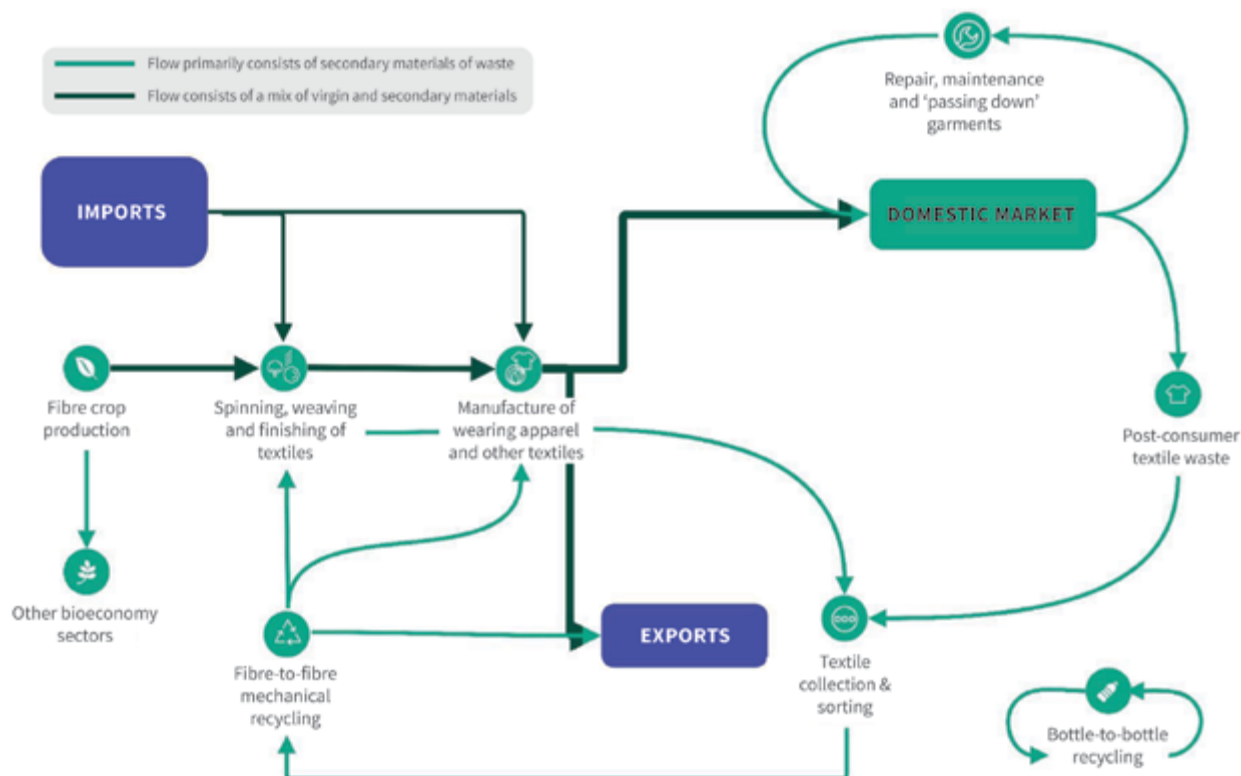 Flow primarily consists of secondary materials of waste
Flow consists of a mix of virgin and secondary materials
Repair, maintenance
and ‘passing down’
garments
IMPORTS
DOMESTIC MARKET
Fibre crop
production
Spinning, weaving
and finishing of
textiles
Manufacture of
wearing apparel
and other textiles
Post-consumer
textile waste
Other bioeconomy
sectors
EXPORTS
Fibre-to-fibre
mechanical
recycling
Textile
collection &
sorting
Bottle-to-bottle
recycling